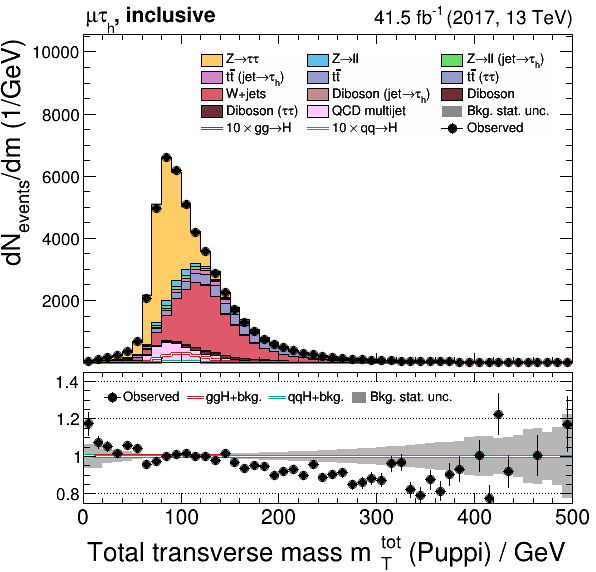 μτh, inclusive 41.5 fb⁻¹ (2017, 13 TeV)
dNevents/dm (1/GeV)
10000
8000
6000
4000
2000
Z→ττ Z→ll Z→ll (jet→τh)
tt̄ (jet→τh) tt̄ tt̄ (ττ)
W+jets Diboson (jet→τh) Diboson
Diboson (ττ) QCD multijet Bkg. stat. unc.
10 × gg→H 10 × qq→H Observed
1.4
1.2
1
0.8
Observed ggH+bkg. qqH+bkg. Bkg. stat. unc.
0 100 200 300 400 500
Total transverse mass m_T^tot (Puppi) / GeV